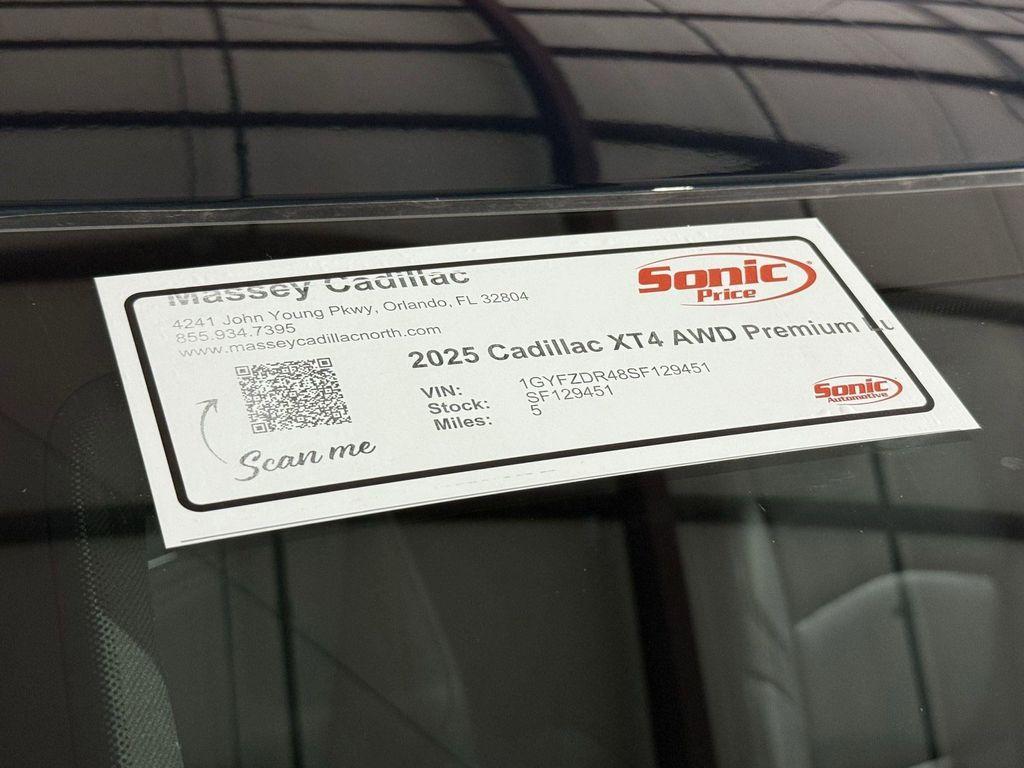 Massey Cadillac
4241 John Young Pkwy, Orlando, FL 32804
855.934.7395
www.masseycadillacnorth.com
Sonic
Price
2025 Cadillac XT4 AWD Premium Lu
VIN: 1GYFZDR48SF129451
Stock: SF129451
Miles: 5
Scan me
Sonic
Automotive